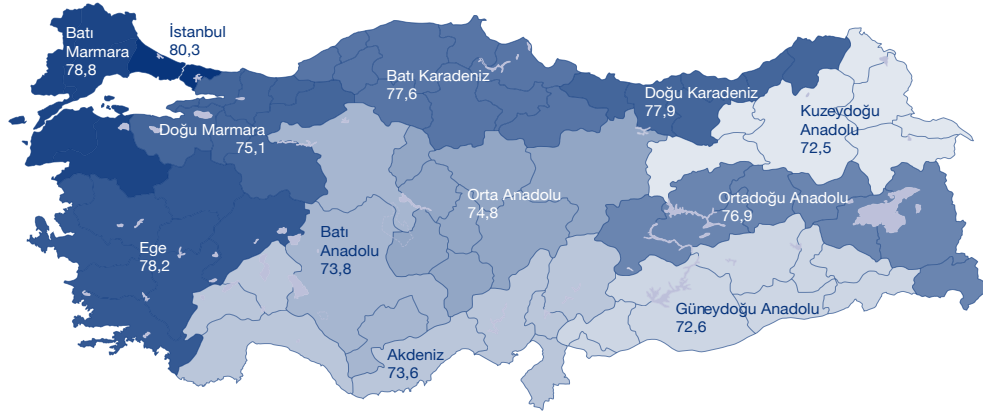 Batı
Marmara
78,8
İstanbul
80,3
Batı Karadeniz
77,6
Doğu Karadeniz
77,9
Kuzeydoğu
Anadolu
72,5
Doğu Marmara
75,1
Orta Anadolu
74,8
Ortadoğu Anadolu
76,9
Ege
78,2
Batı
Anadolu
73,8
Güneydoğu Anadolu
72,6
Akdeniz
73,6